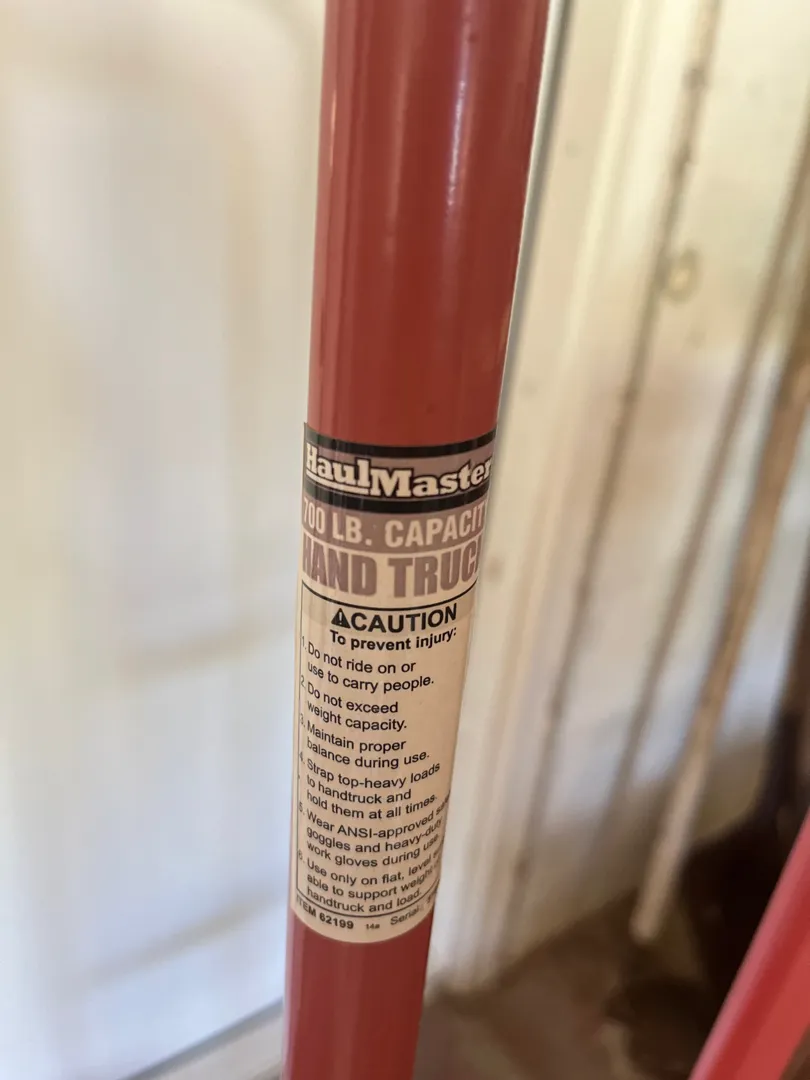 HaulMaster
700 LB. CAPACIT
HAND TRUC
⚠CAUTION
To prevent injury:
1. Do not ride on or
use to carry people.
2. Do not exceed
weight capacity.
3. Maintain proper
balance during use.
4. Strap top-heavy loads
to handtruck and
hold them at all times.
5. Wear ANSI-approved
goggles and heavy-duty
work gloves during use.
6. Use only on flat, level
able to support weight
handtruck and load.
ITEM 62199 14a Serial: